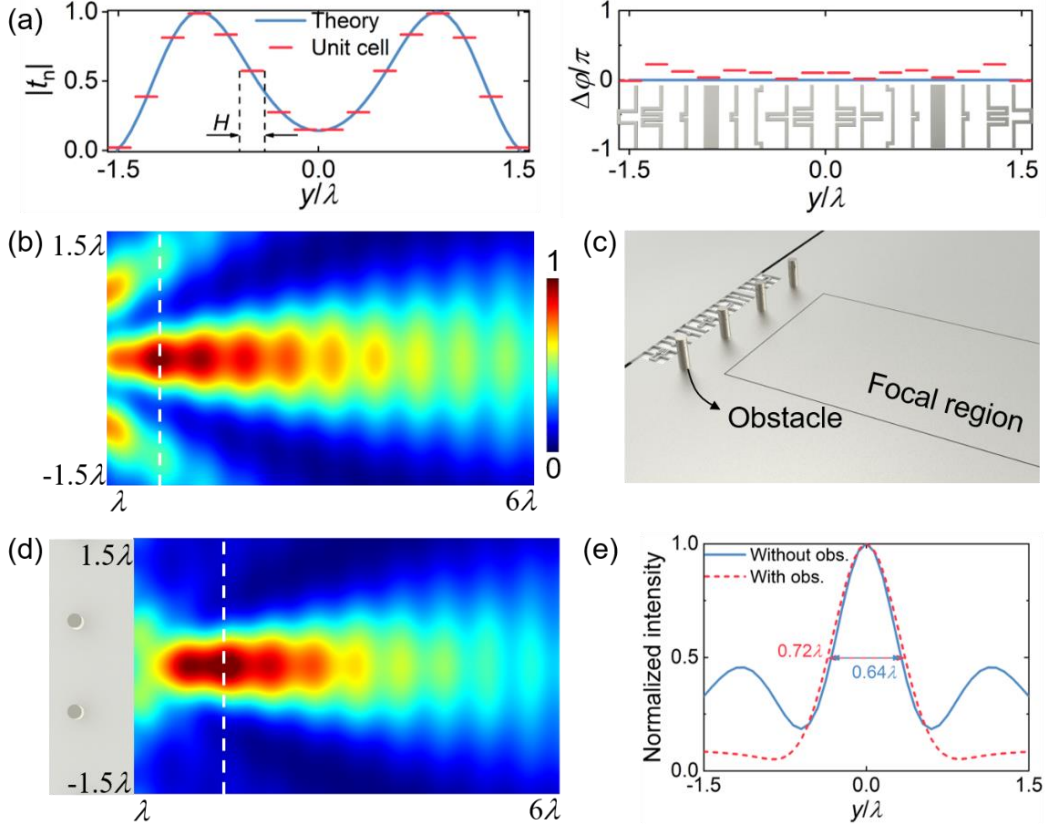 (a)
1.0
0.5
0.0
|tₙ|
Theory
Unit cell
H
-1.5
0.0
1.5
y/λ
1
0
-1
Δφ/π
-1.5
0.0
1.5
y/λ
(b)
1.5λ
-1.5λ
λ
6λ
1
0
(c)
Obstacle
Focal region
(d)
1.5λ
-1.5λ
λ
6λ
(e)
1.0
0.5
0.0
Normalized intensity
Without obs.
With obs.
0.72λ
0.64λ
-1.5
0.0
1.5
y/λ